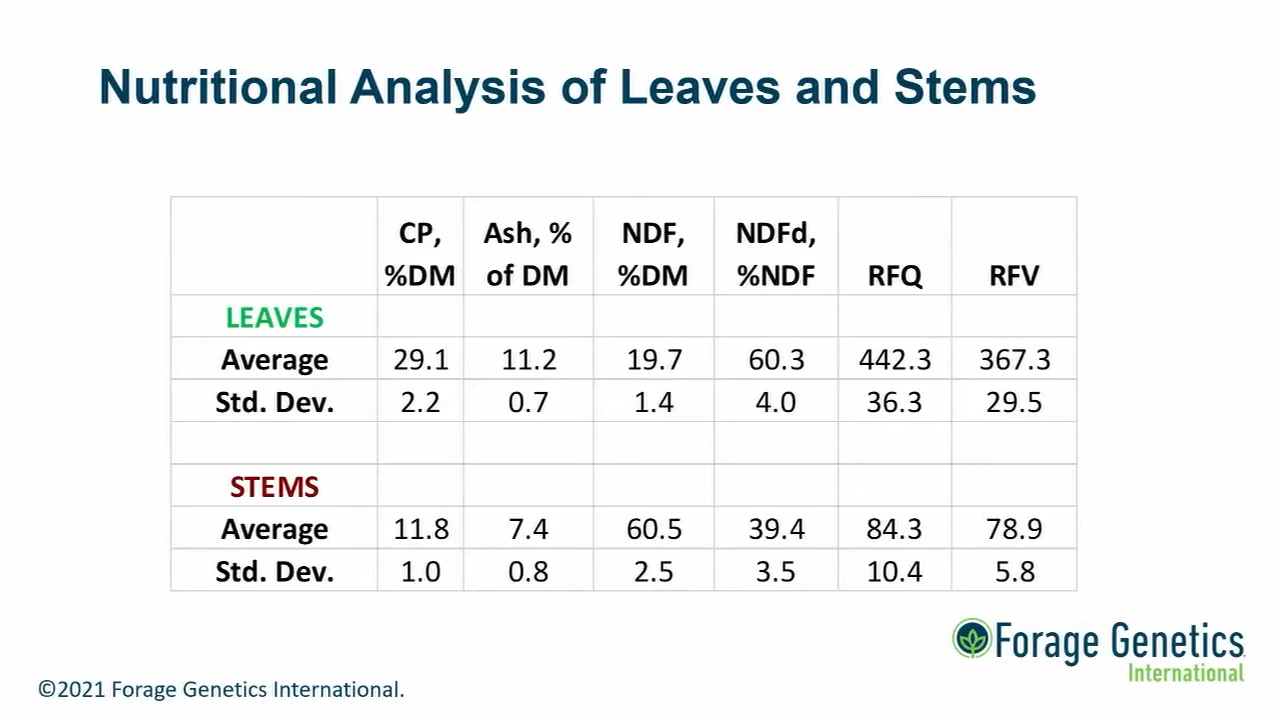 Nutritional Analysis of Leaves and Stems
CP, Ash, % NDF, NDFd,
%DM of DM %DM %NDF RFQ RFV
LEAVES
Average 29.1 11.2 19.7 60.3 442.3 367.3
Std. Dev. 2.2 0.7 1.4 4.0 36.3 29.5
STEMS
Average 11.8 7.4 60.5 39.4 84.3 78.9
Std. Dev. 1.0 0.8 2.5 3.5 10.4 5.8
Forage Genetics
International
©2021 Forage Genetics International.